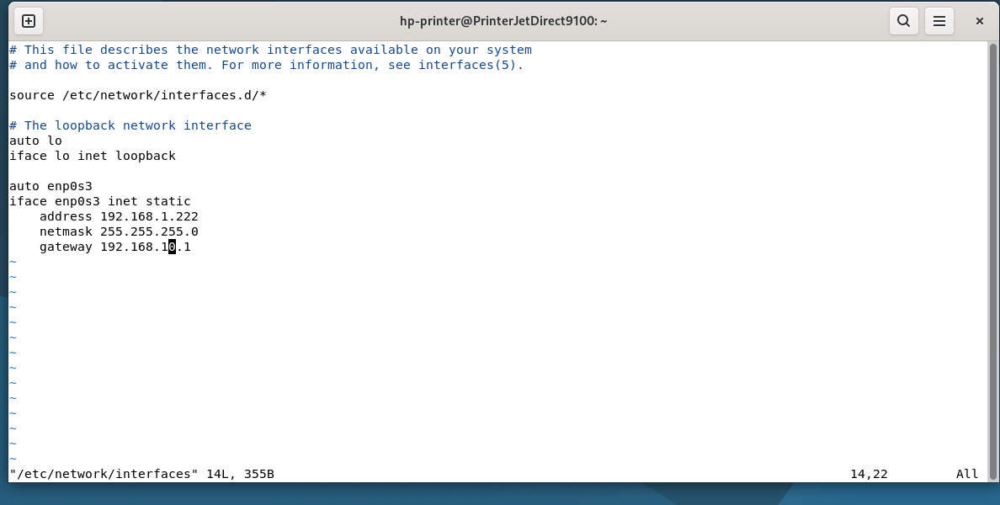 hp-printer@PrinterJetDirect9100: ~
# This file describes the network interfaces available on your system
# and how to activate them. For more information, see interfaces(5).
source /etc/network/interfaces.d/*
# The loopback network interface
auto lo
iface lo inet loopback
auto enp0s3
iface enp0s3 inet static
    address 192.168.1.222
    netmask 255.255.255.0
    gateway 192.168.10.1
~
~
~
~
~
~
~
~
~
~
~
~
~
~
"/etc/network/interfaces" 14L, 355B 14,22 All